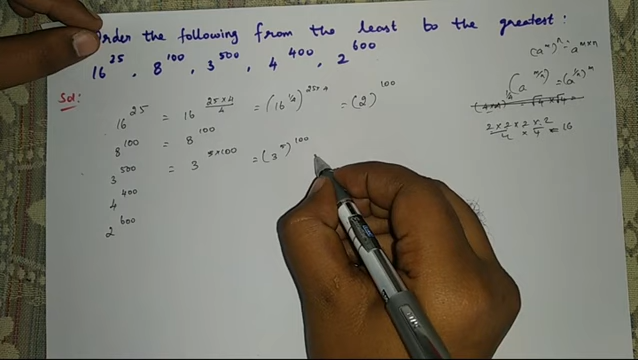 Order the following from the least to the greatest :
16^25 , 8^100 , 3^500 , 4^400 , 2^600
(a^m)^n = a^m×n
Sol:
(a^m/n) = (a^1/n)^m
16^25 = 16^25×4/4 = (16^1/4)^25×4 = (2)^100
8^100 = 8^100
2×2×2×2
= 16
3^500 = 3^5×100 = (3^5)^100
4^400
2^600